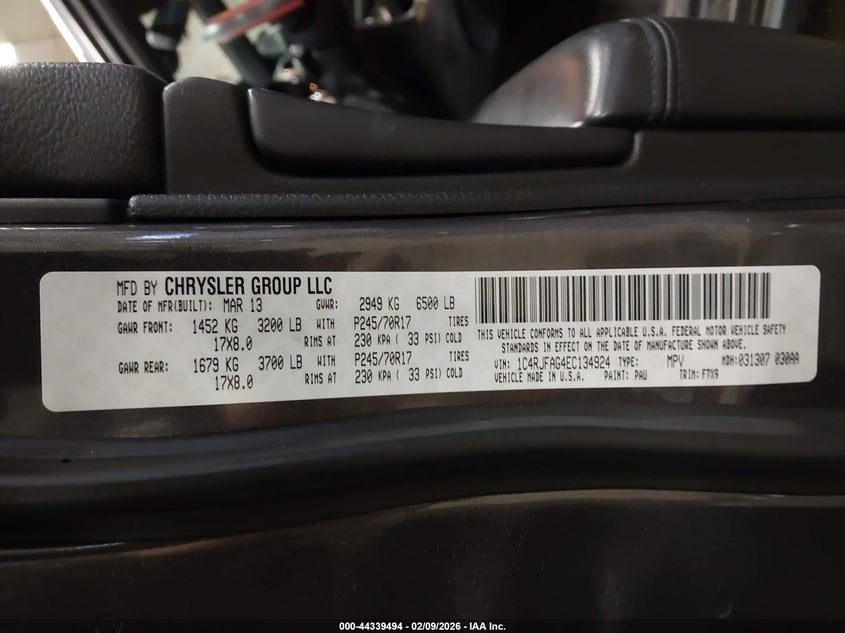 MFD BY CHRYSLER GROUP LLC
DATE OF MFR(BUILT): MAR 13 GVWR: 2949 KG 6500 LB
GAWR FRONT: 1452 KG 3200 LB WITH P245/70R17 TIRES
17X8.0 RIMS AT 230 KPA ( 33 PSI) COLD
GAWR REAR: 1679 KG 3700 LB WITH P245/70R17 TIRES
17X8.0 RIMS AT 230 KPA ( 33 PSI) COLD
THIS VEHICLE CONFORMS TO ALL APPLICABLE U.S.A. FEDERAL MOTOR VEHICLE SAFETY
STANDARDS IN EFFECT ON THE DATE OF MANUFACTURE SHOWN ABOVE.
VIN: 1C4RJFAG4EC134924 TYPE: MPV MDH: 031307 030AA
VEHICLE MADE IN U.S.A. PAINT: PAU TRIM: F7X9
000-44339494 - 02/09/2026 - IAA Inc.